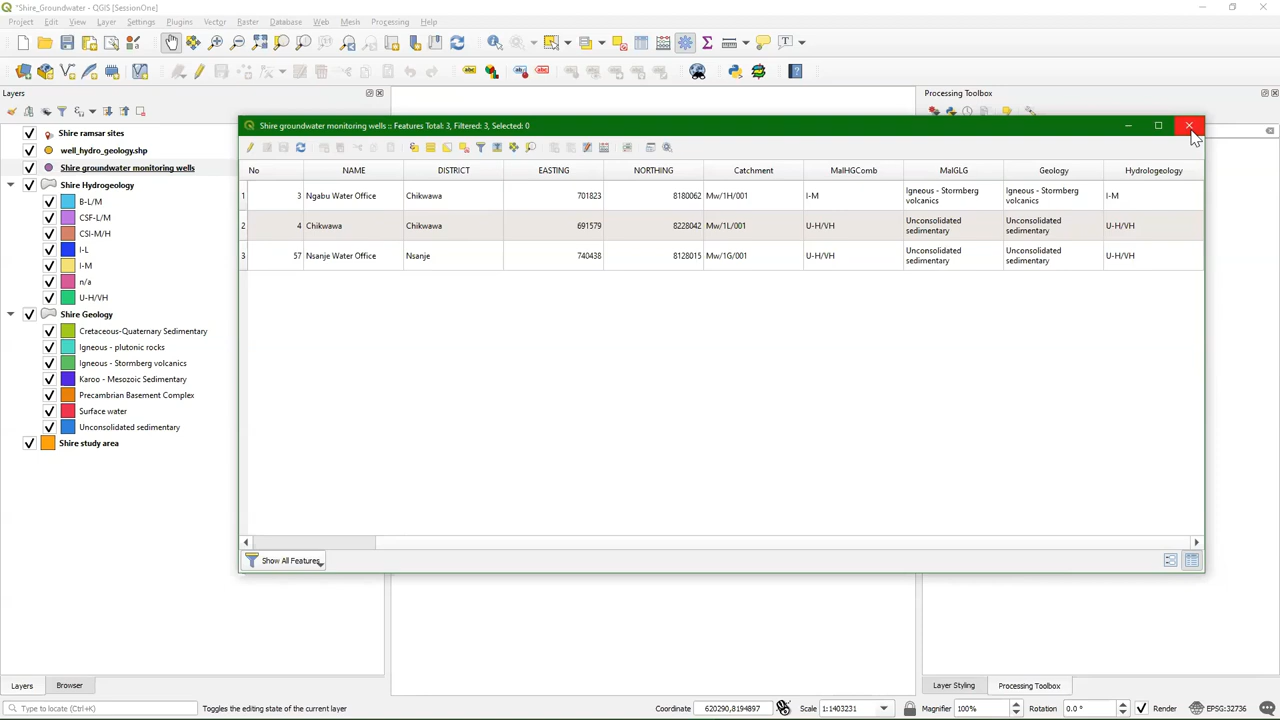 *Shire_Groundwater - QGIS [SessionOne]
Project Edit View Layer Settings Plugins Vector Raster Database Web Mesh Processing Help
Layers
Processing Toolbox
Shire ramsar sites
well_hydro_geology.shp
Shire groundwater monitoring wells
Shire Hydrogeology
B-L/M
CSF-L/M
CSI-M/H
I-L
I-M
n/a
U-H/VH
Shire Geology
Cretaceous-Quaternary Sedimentary
Igneous - plutonic rocks
Igneous - Stormberg volcanics
Karoo - Mesozoic Sedimentary
Precambrian Basement Complex
Surface water
Unconsolidated sedimentary
Shire study area
Shire groundwater monitoring wells :: Features Total: 3, Filtered: 3, Selected: 0
No NAME DISTRICT EASTING NORTHING Catchment MalHGComb MalGLG Geology Hydrologeology
1 3 Ngabu Water Office Chikwawa 701823 8180062 Mw/1H/001 I-M Igneous - Stormberg volcanics Igneous - Stormberg volcanics I-M
2 4 Chikwawa Chikwawa 691579 8228042 Mw/1L/001 U-H/VH Unconsolidated sedimentary Unconsolidated sedimentary U-H/VH
3 57 Nsanje Water Office Nsanje 740438 8128015 Mw/1G/001 U-H/VH Unconsolidated sedimentary Unconsolidated sedimentary U-H/VH
Show All Features
Layers Browser
Layer Styling Processing Toolbox
Type to locate (Ctrl+K) Toggles the editing state of the current layer Coordinate 620290,8194897 Scale 1:1403231 Magnifier 100% Rotation 0.0 ° Render EPSG:32736